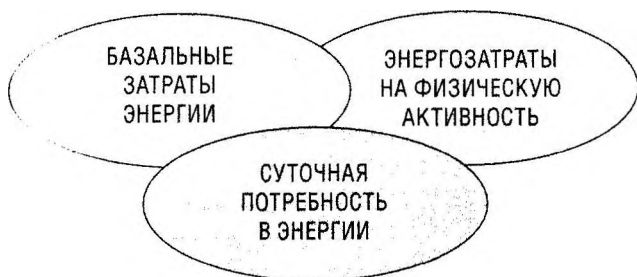 БАЗАЛЬНЫЕ
ЗАТРАТЫ
ЭНЕРГИИ
ЭНЕРГОЗАТРАТЫ
НА ФИЗИЧЕСКУЮ
АКТИВНОСТЬ
СУТОЧНАЯ
ПОТРЕБНОСТЬ
В ЭНЕРГИИ